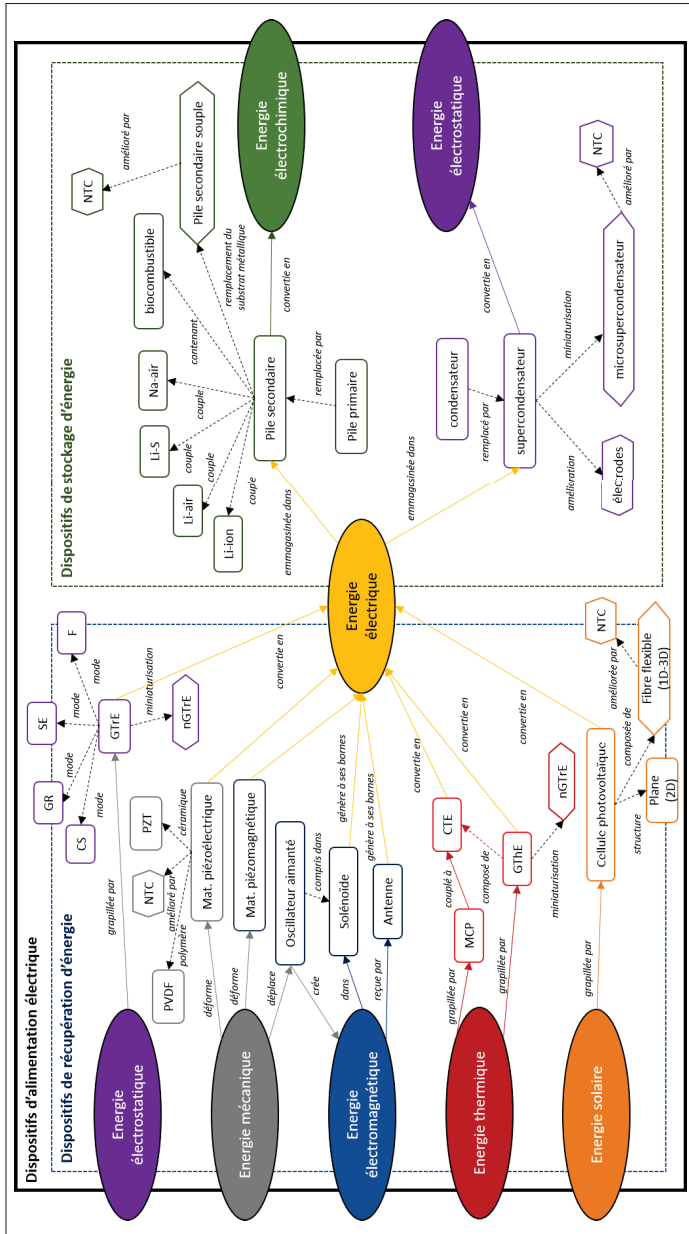 Dispositifs d'alimentation électrique
Dispositifs de récupération d'énergie
Dispositifs de stockage d'énergie
Energie
électrostatique
Energie mécanique
Energie
électromagnétique
Energie thermique
Energie solaire
grapillée par
GTrE
CS
GR
SE
F
mode
mode
mode
mode
miniaturisation
nGTrE
convertie en
déforme
déforme
déplace
crée
PVDF
NTC
PZT
polymère
amélioré par
céramique
Mat. piézoélectrique
Mat. piézomagnétique
Oscillateur aimanté
compris dans
Solénoïde
Antenne
dans
reçue par
génère à ses bornes
génère à ses bornes
grapillée par
grapillée par
MCP
couplé à
CTE
composé de
GThE
miniaturisation
nGTrE
convertie en
convertie en
convertie en
grapillée par
Cellule photovoltaïque
structure
Plane
(2D)
composée de
Fibre flexible
(1D-3D)
améliorée par
NTC
Energie
électrique
emmagasinée dans
emmagasinée dans
Li-ion
Li-air
Li-S
Na-air
biocombustible
Pile secondaire souple
couple
couple
couple
couple
contenant
remplacement du
substrat métallique
amélioré par
NTC
Pile secondaire
remplacée par
Pile primaire
convertie en
Energie
électrochimique
condensateur
remplacé par
supercondensateur
convertie en
Energie
électrostatique
amélioration
électrodes
miniaturisation
microsupercondensateur
amélioré par
NTC